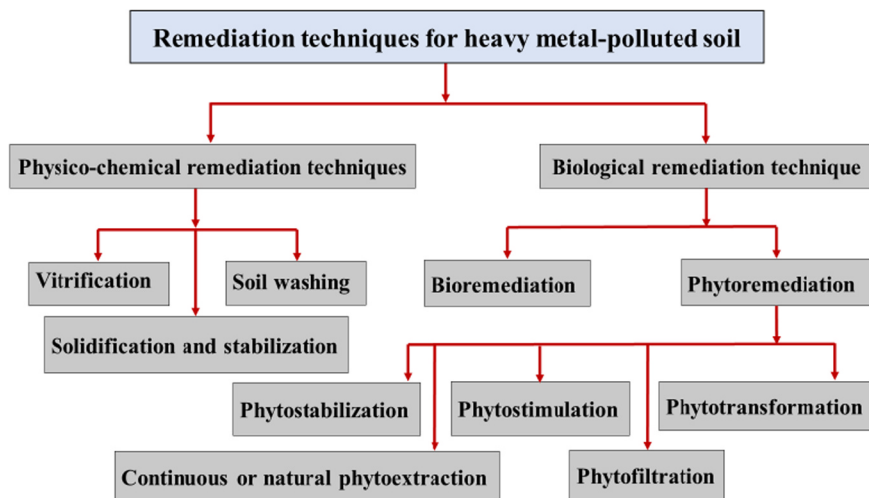 Remediation techniques for heavy metal-polluted soil
Physico-chemical remediation techniques
Biological remediation technique
Vitrification
Soil washing
Bioremediation
Phytoremediation
Solidification and stabilization
Phytostabilization
Phytostimulation
Phytotransformation
Continuous or natural phytoextraction
Phytofiltration